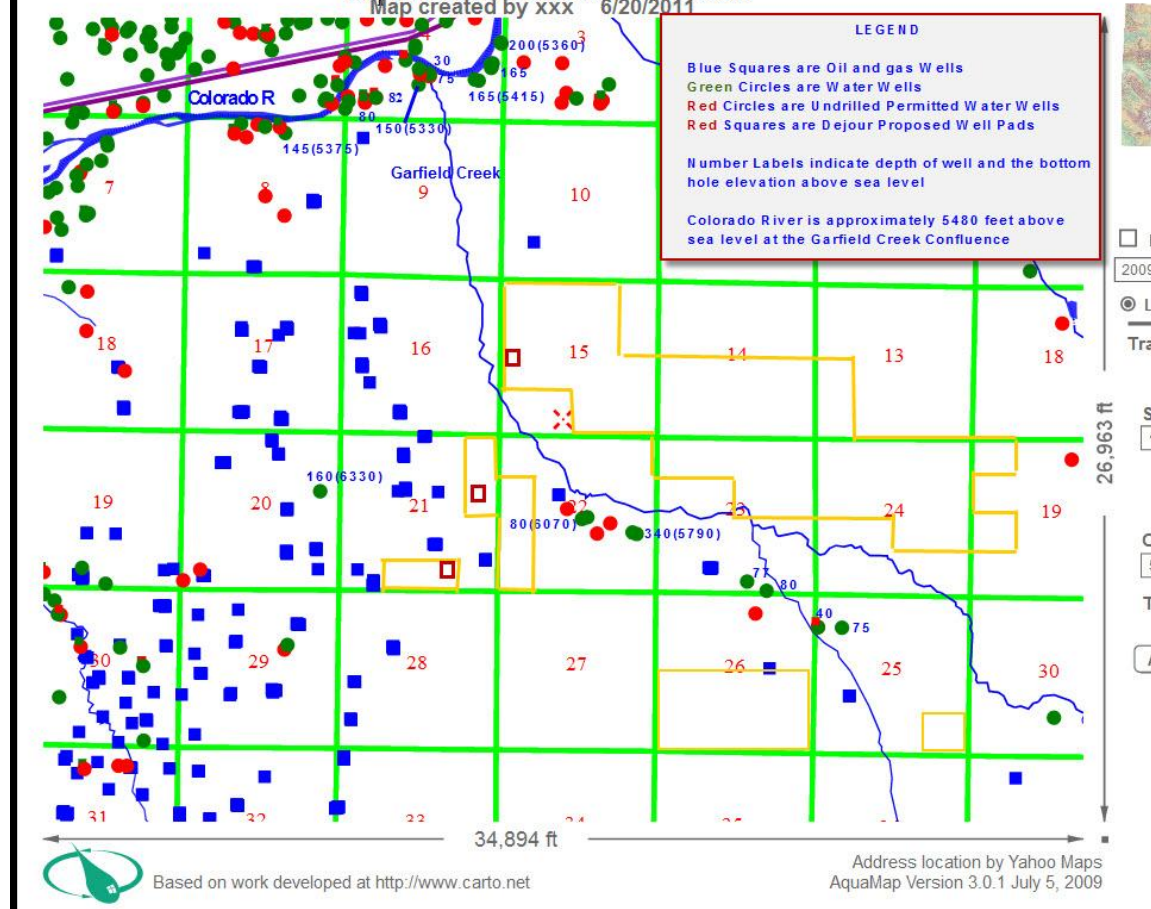 Map created by xxx 6/20/2011
4
3
200(5360)
30
165
75
165(5415)
82
Colorado R
80
150(5330)
145(5375)
Garfield Creek
LEGEND
Blue Squares are Oil and gas Wells
Green Circles are Water Wells
Red Circles are Undrilled Permitted Water Wells
Red Squares are Dejour Proposed Well Pads
Number Labels indicate depth of well and the bottom
hole elevation above sea level
Colorado River is approximately 5480 feet above
sea level at the Garfield Creek Confluence
7
8
9
10
2009
18
17
16
15
14
13
18
26,963 ft
160(6330)
19
20
21
22
23
24
19
80(6070)
340(5790)
77
80
40
75
30
29
28
27
26
25
30
31
32
33
34,894 ft
Based on work developed at http://www.carto.net
Address location by Yahoo Maps
AquaMap Version 3.0.1 July 5, 2009